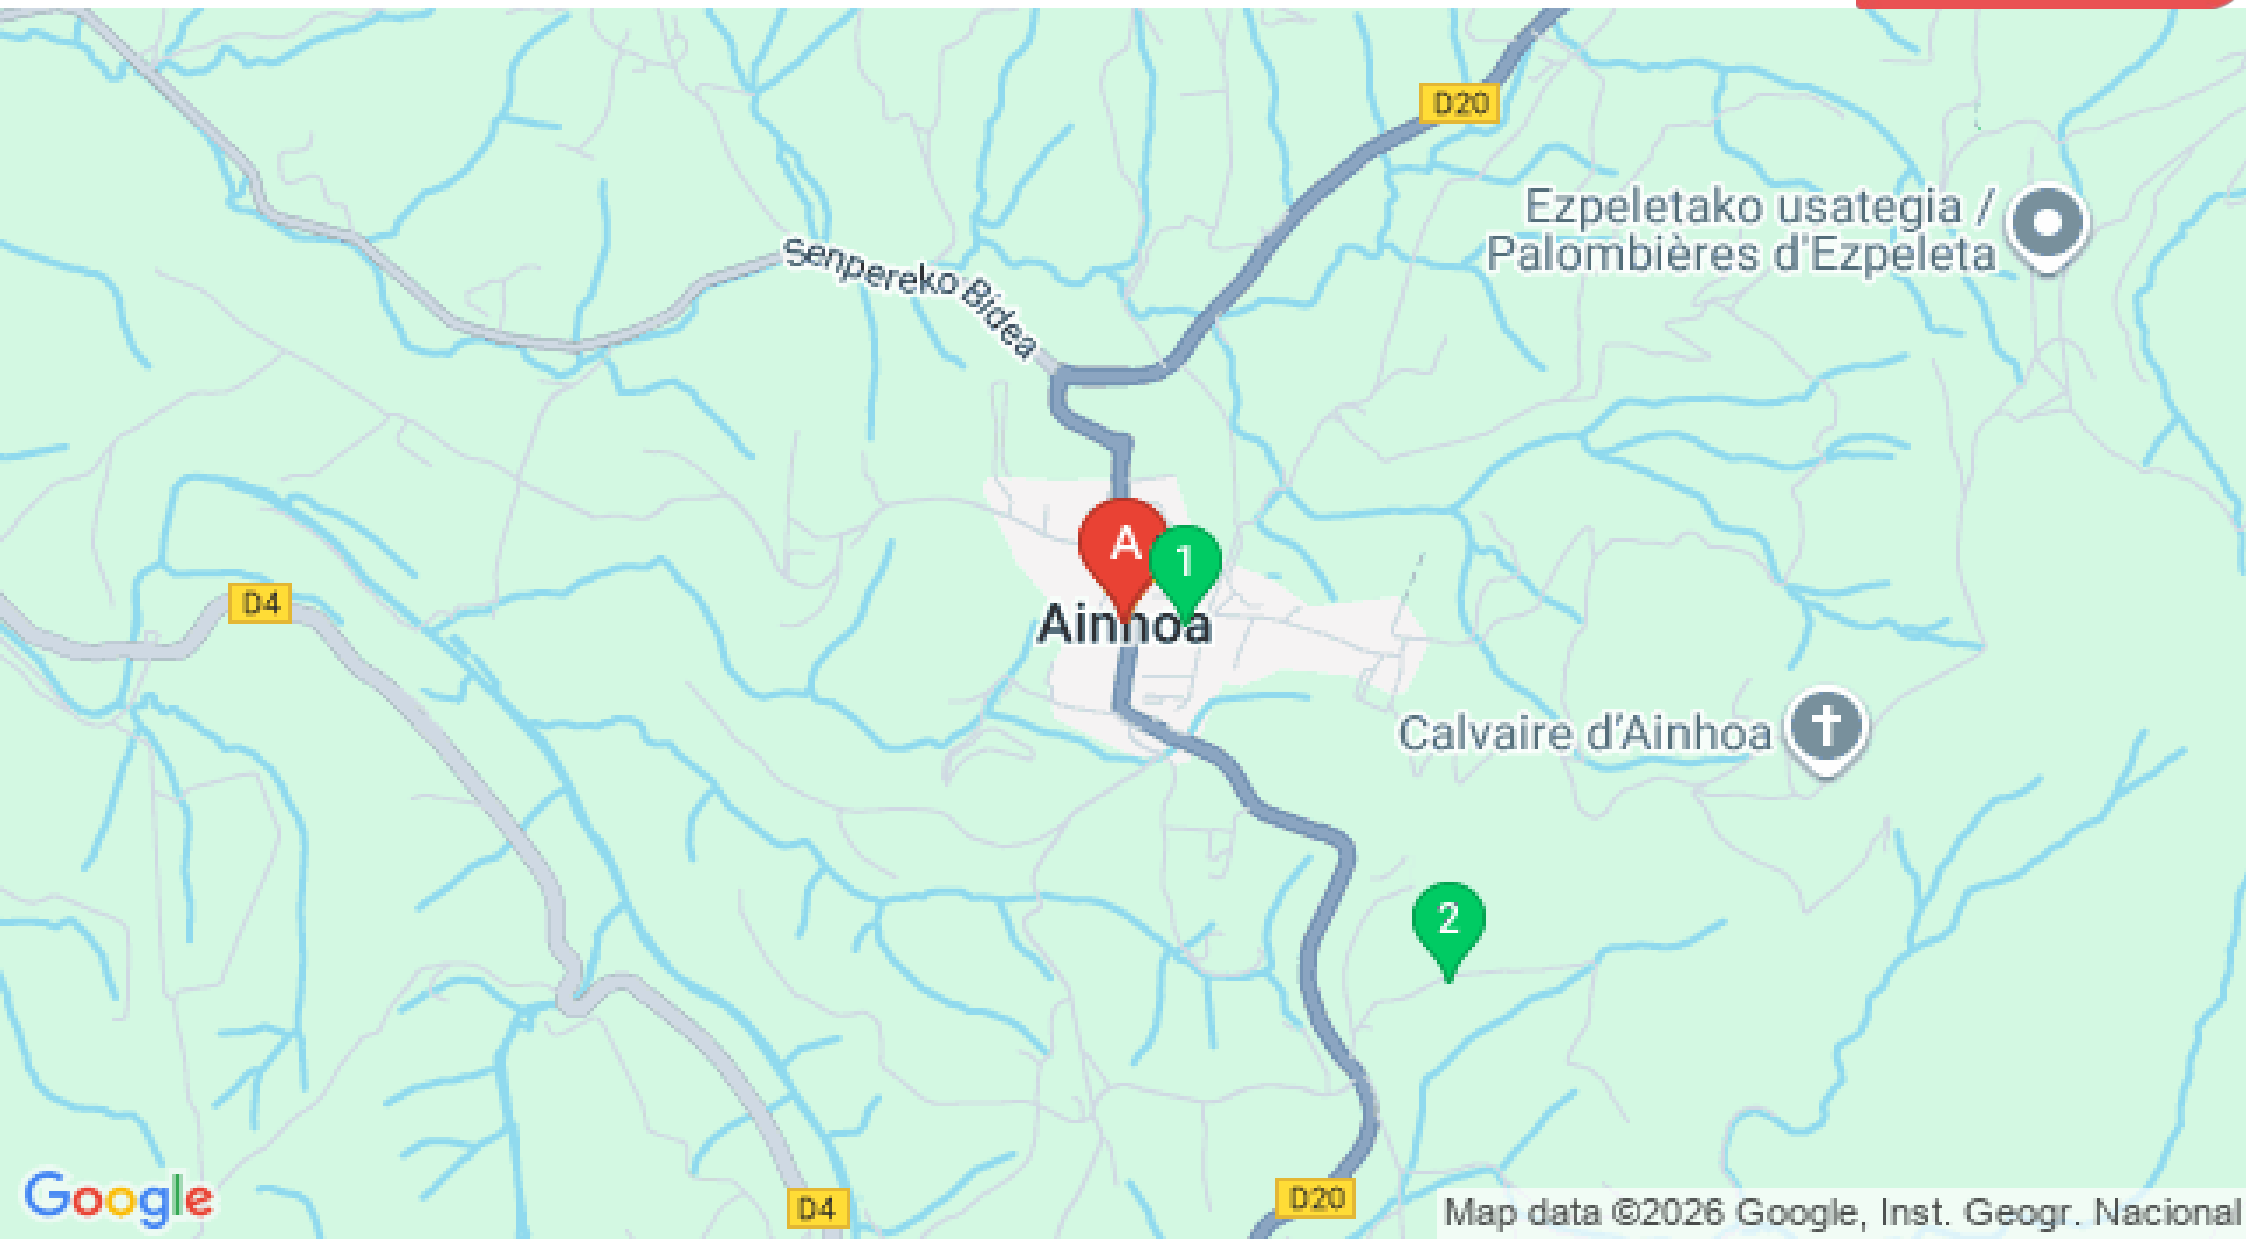 D20
Ezpeletako usategia /
Palombières d'Ezpeleta
Senpereko Bidea
A
1
D4
Ainhoa
Calvaire d'Ainhoa
2
Google
D4
D20
Map data ©2026 Google, Inst. Geogr. Nacional